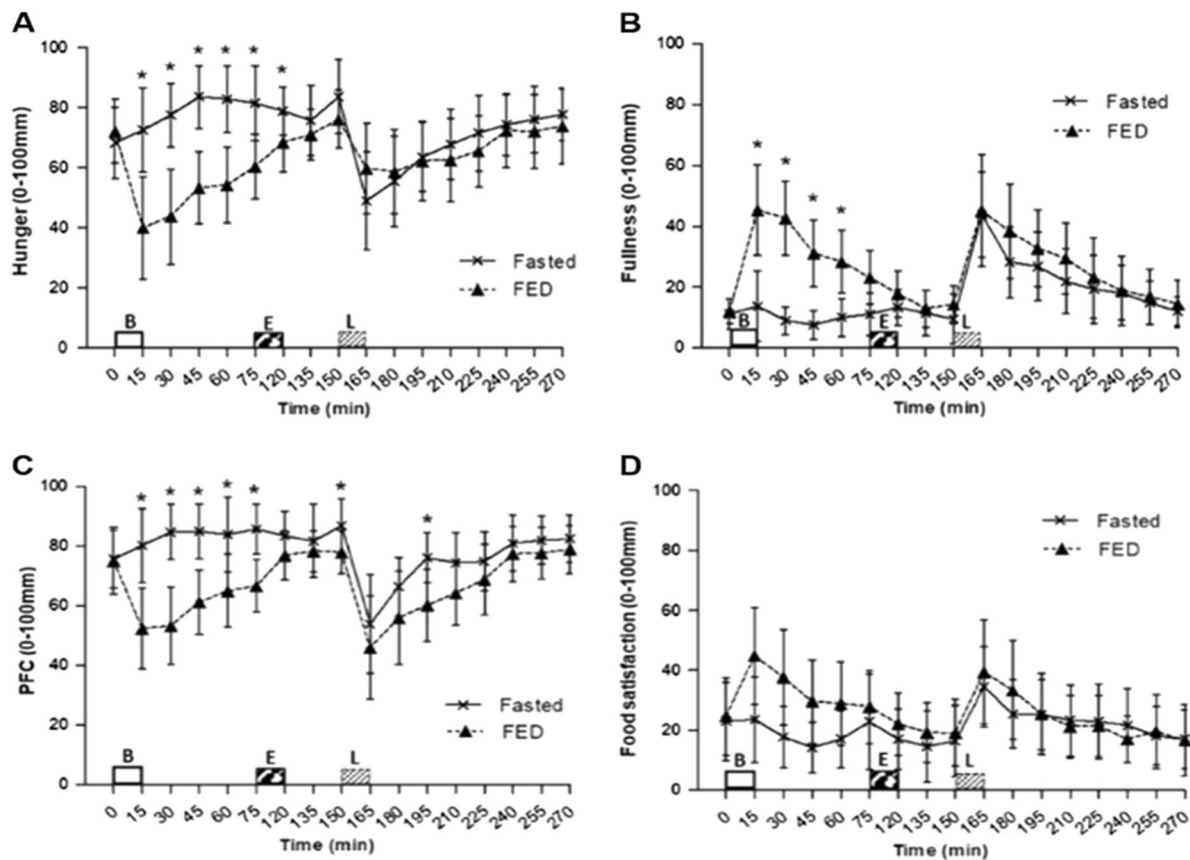 A
Hunger (0-100mm)
100
80
60
40
20
0
* * * * * *
Fasted
FED
B E L
0 15 30 45 60 75 120 135 150 165 180 195 210 225 240 255 270
Time (min)
B
Fullness (0-100mm)
100
80
60
40
20
0
* * * *
Fasted
FED
B E L
0 15 30 45 60 75 120 135 150 165 180 195 210 225 240 255 270
Time (min)
C
PFC (0-100mm)
100
80
60
40
20
0
* * * * * * *
Fasted
FED
B E L
0 15 30 45 60 75 120 135 150 165 180 195 210 225 240 255 270
Time (min)
D
Food satisfaction (0-100mm)
100
80
60
40
20
0
Fasted
FED
B E L
0 15 30 45 60 75 120 135 150 165 180 195 210 225 240 255 270
Time (min)